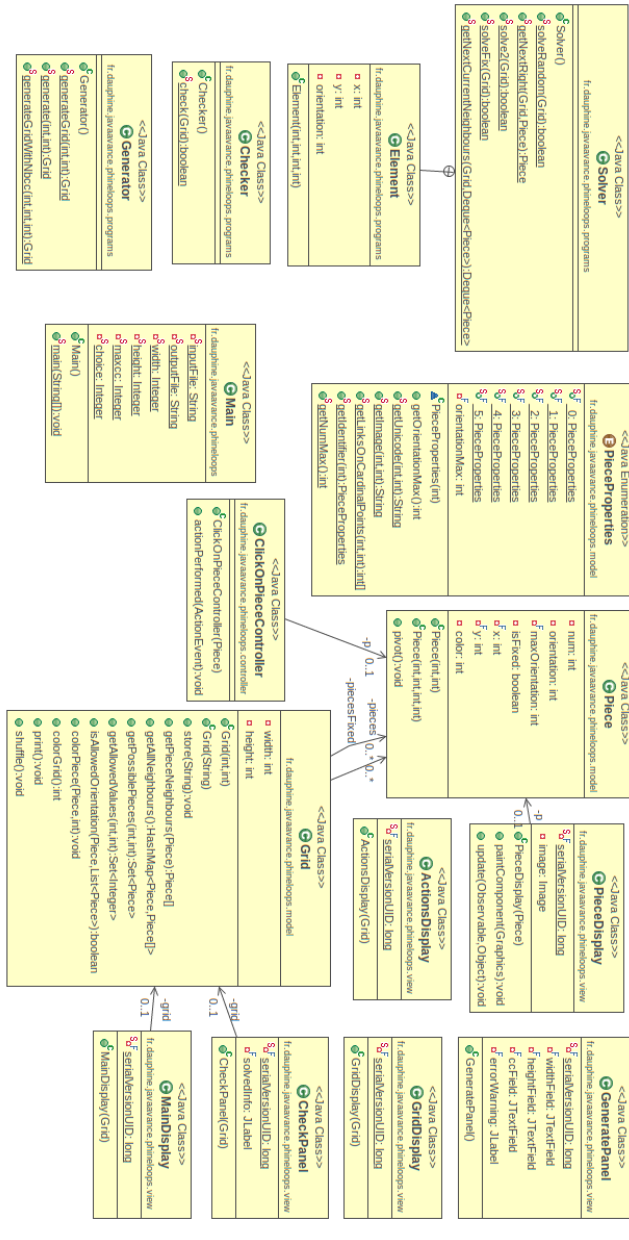 <<Java Class>>
Solver
fr.dauphine.javaavance.phineloops.programs
Solver()
solveRandom(Grid):boolean
getNextRight(Grid,Piece):Piece
solve2(Grid):boolean
solveFix(Grid):boolean
getNextCurrentNeighbours(Grid,Deque<Piece>):Deque<Piece>
<<Java Class>>
Element
fr.dauphine.javaavance.phineloops.programs
x: int
y: int
orientation: int
Element(int,int,int,int)
<<Java Class>>
Checker
fr.dauphine.javaavance.phineloops.programs
Checker()
check(Grid):boolean
<<Java Class>>
Generator
fr.dauphine.javaavance.phineloops.programs
Generator()
generateGrid(int,int):Grid
generate(int,int):Grid
generateGridWithNbcc(int,int,int):Grid
<<Java Enumeration>>
PieceProperties
fr.dauphine.javaavance.phineloops.model
0: PieceProperties
1: PieceProperties
2: PieceProperties
3: PieceProperties
4: PieceProperties
5: PieceProperties
orientationMax: int
PieceProperties(int)
getOrientationMax():int
getUnicode(int,int):String
getImage(int,int):String
getLinksOnCardinalPoints(int,int):int[]
getIdentifier(int):PieceProperties
getNumMax():int
<<Java Class>>
Main
fr.dauphine.javaavance.phineloops
inputFile: String
outputFile: String
width: Integer
height: Integer
maxcc: Integer
choice: Integer
Main()
main(String[]):void
<<Java Class>>
Piece
fr.dauphine.javaavance.phineloops.model
num: int
orientation: int
maxOrientation: int
isFixed: boolean
x: int
y: int
color: int
Piece(int,int)
Piece(int,int,int,int)
pivot():void
<<Java Class>>
ClickOnPieceController
fr.dauphine.javaavance.phineloops.controller
ClickOnPieceController(Piece)
actionPerformed(ActionEvent):void
-p
0..1
-pieces
0..*
-piecesFixed
0..*
<<Java Class>>
Grid
fr.dauphine.javaavance.phineloops.model
width: int
height: int
Grid(int,int)
Grid(String)
store(String):void
getPieceNeighbours(Piece):Piece[]
getAllNeighbours():HashMap<Piece,Piece[]>
getPossiblePieces(int,int):Set<Piece>
getAllowedValues(int,int):Set<Integer>
isAllowedOrientation(Piece,List<Piece>):boolean
colorPiece(Piece,int):void
colorGrid():int
print():void
shuffle():void
<<Java Class>>
PieceDisplay
fr.dauphine.javaavance.phineloops.view
serialVersionUID: long
image: Image
PieceDisplay(Piece)
paintComponent(Graphics):void
update(Observable,Object):void
-p
0..1
<<Java Class>>
ActionsDisplay
fr.dauphine.javaavance.phineloops.view
serialVersionUID: long
ActionsDisplay(Grid)
<<Java Class>>
GeneratePanel
fr.dauphine.javaavance.phineloops.view
serialVersionUID: long
widthField: JTextField
heightField: JTextField
ccField: JTextField
errorWarning: JLabel
GeneratePanel()
<<Java Class>>
GridDisplay
fr.dauphine.javaavance.phineloops.view
serialVersionUID: long
GridDisplay(Grid)
<<Java Class>>
CheckPanel
fr.dauphine.javaavance.phineloops.view
serialVersionUID: long
solvedInfo: JLabel
CheckPanel(Grid)
-grid
0..1
<<Java Class>>
MainDisplay
fr.dauphine.javaavance.phineloops.view
serialVersionUID: long
MainDisplay(Grid)
-grid
0..1